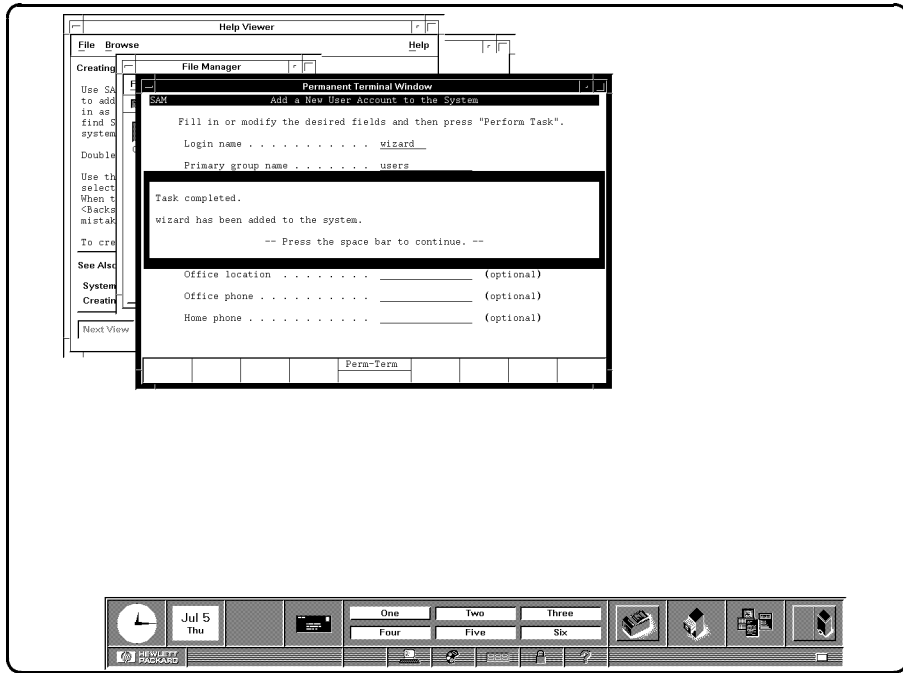 Help Viewer
File Browse Help
Creating
Use SA
to add
in as
find S
system
Double
Use th
select
When t
<Backs
mistak
To cre
See Also
System
Creatin
Next View
File Manager
Permanent Terminal Window
SAM Add a New User Account to the System
Fill in or modify the desired fields and then press "Perform Task".
Login name . . . . . . . . . . . wizard
Primary group name . . . . . . . users
Task completed.
wizard has been added to the system.
-- Press the space bar to continue. --
Office location . . . . . . . . (optional)
Office phone . . . . . . . . . . (optional)
Home phone . . . . . . . . . . . (optional)
Perm-Term
Jul 5
Thu
One Two Three
Four Five Six
hp HEWLETT
PACKARD
?